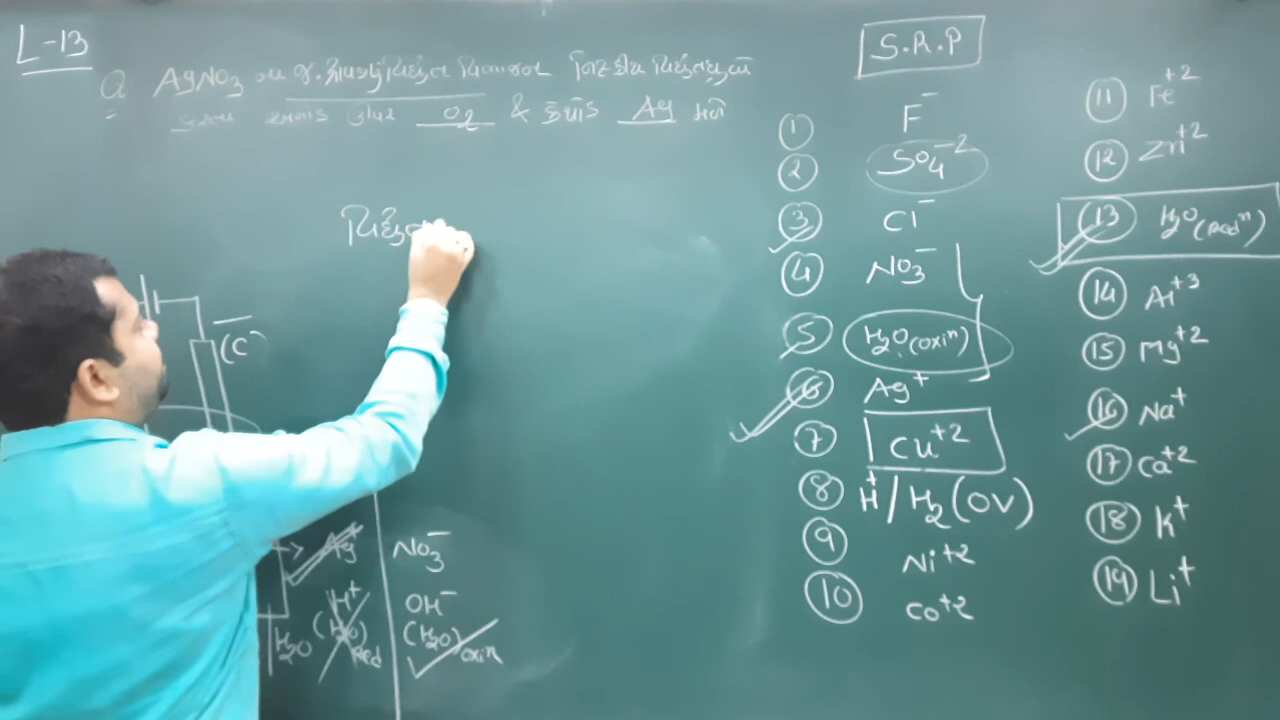 L-13
Q AgNO3 ના જ. દ્રાવણનું વિદ્યુત વિભાજન નિષ્ક્રીય વિદ્યુતધ્રુવો
O2 & કેથોડ Ag મળે
વિદ્યુત
(C-)
Ag+
NO3-
H+
OH-
H2O (H2O) Red
(H2O) oxin
S.R.P
1 F-
2 SO4-2
3 Cl-
4 NO3-
5 H2O(oxin)
6 Ag+
7 Cu+2
8 H+/H2(OV)
9 Ni+2
10 Co+2
11 Fe+2
12 Zn+2
13 H2O(Redn)
14 Al+3
15 Mg+2
16 Na+
17 Ca+2
18 K+
19 Li+